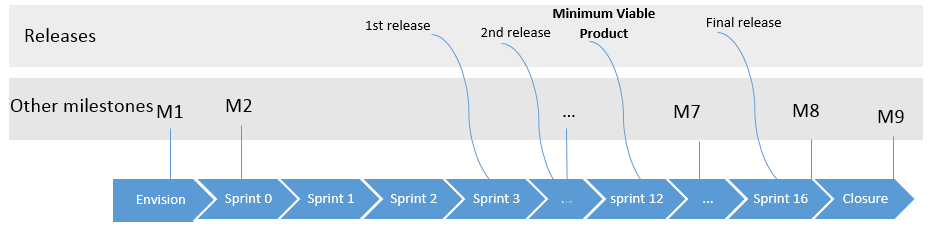 Releases
1st release
2nd release
Minimum Viable
Product
Final release
Other milestones
M1
M2
...
M7
M8
M9
Envision
Sprint 0
Sprint 1
Sprint 2
Sprint 3
...
sprint 12
...
Sprint 16
Closure